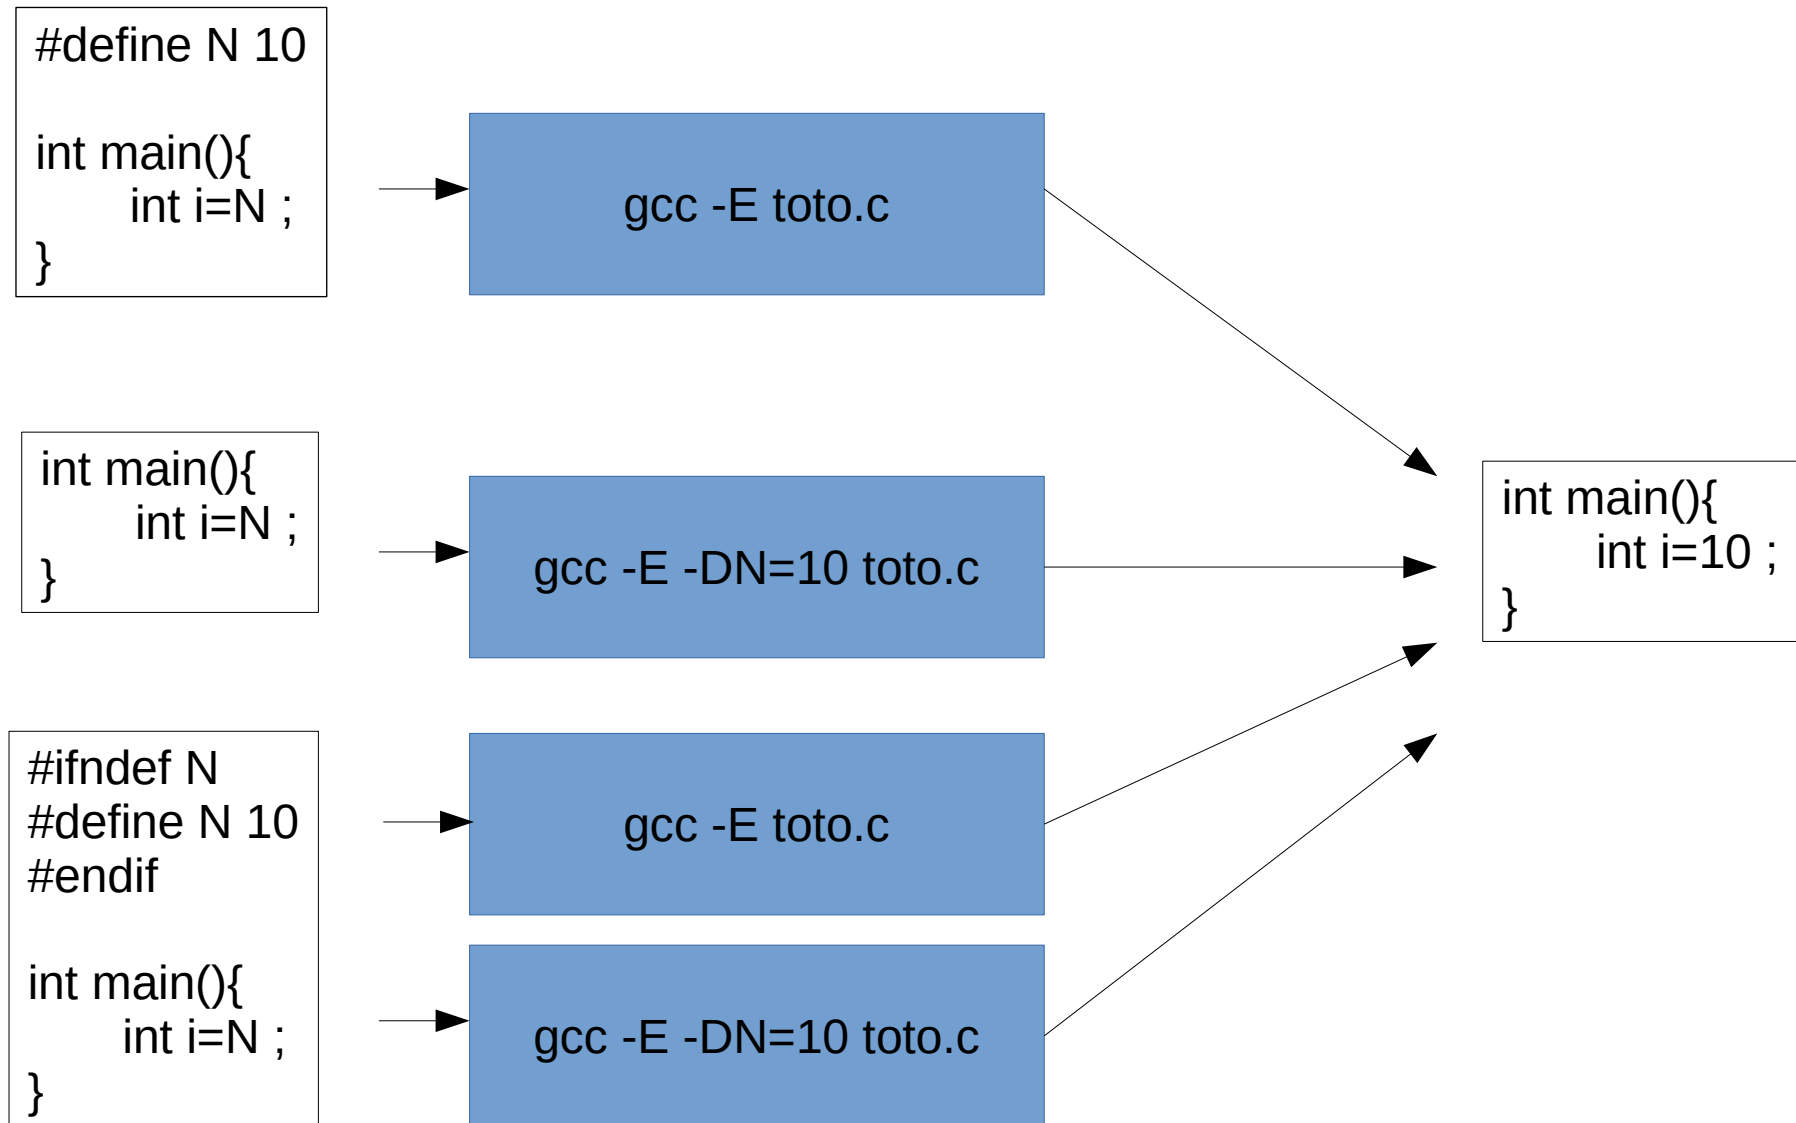 #define N 10
int main(){
int i=N ;
}
gcc -E toto.c
int main(){
int i=N ;
}
gcc -E -DN=10 toto.c
int main(){
int i=10 ;
}
#ifndef N
#define N 10
#endif
int main(){
int i=N ;
}
gcc -E toto.c
gcc -E -DN=10 toto.c